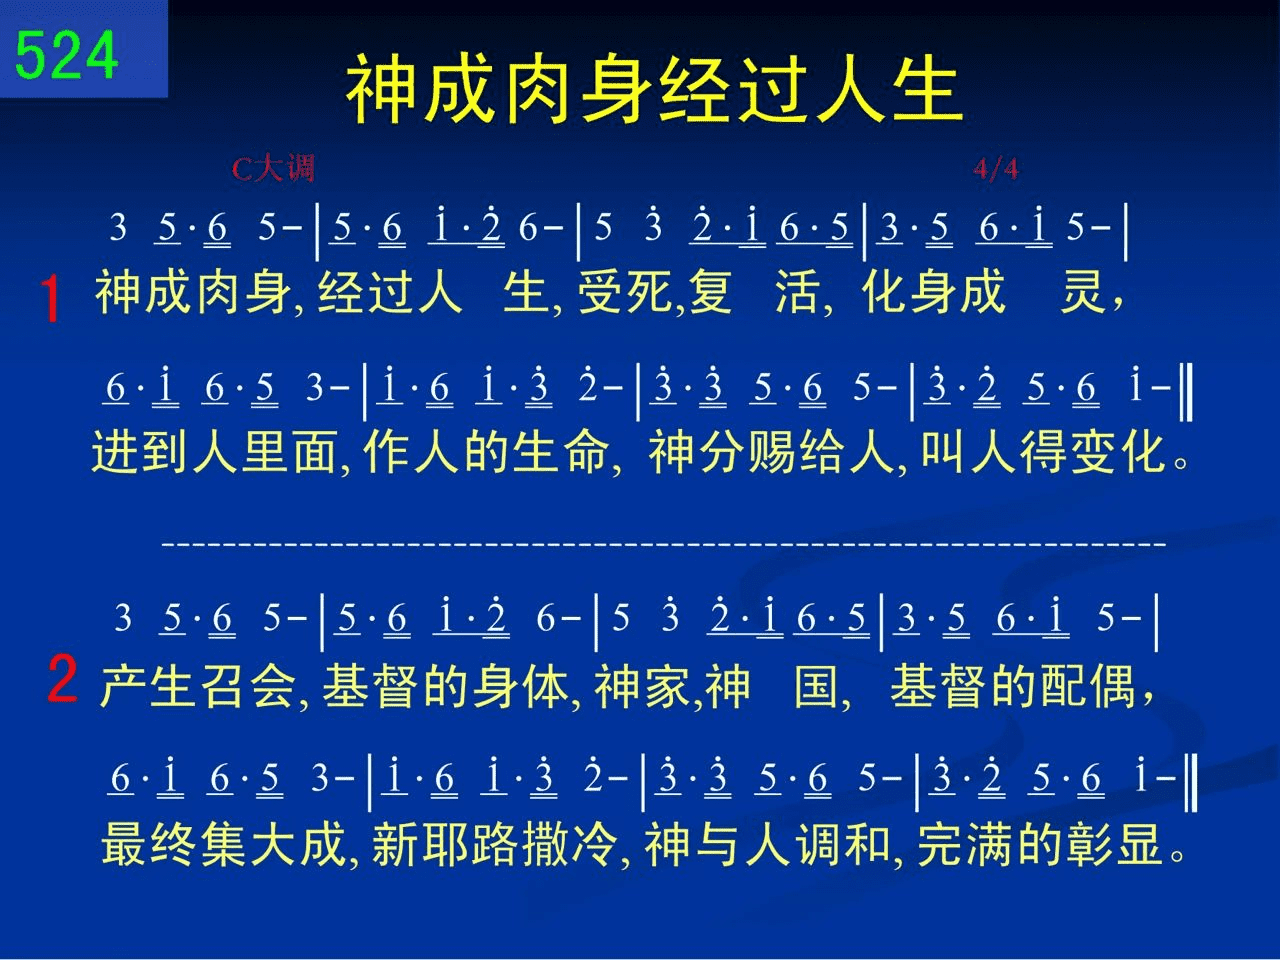 524
神成肉身经过人生
C大调 4/4
3 5·6 5-|5·6 i·2̇ 6-|5 3̇ 2̇·i 6·5|3·5 6·i 5-|
1 神成肉身, 经过人 生, 受死,复 活, 化身成 灵，
6·i 6·5 3-|i·6 i·3̇ 2̇-|3̇·3̇ 5·6 5-|3̇·2̇ 5·6 i-‖
进到人里面, 作人的生命, 神分赐给人, 叫人得变化。
----------------------------------------------------------------
3 5·6 5-|5·6 i·2̇ 6-|5 3̇ 2̇·i 6·5|3·5 6·i 5-|
2 产生召会, 基督的身体, 神家,神 国, 基督的配偶，
6·i 6·5 3-|i·6 i·3̇ 2̇-|3̇·3̇ 5·6 5-|3̇·2̇ 5·6 i-‖
最终集大成, 新耶路撒冷, 神与人调和, 完满的彰显。